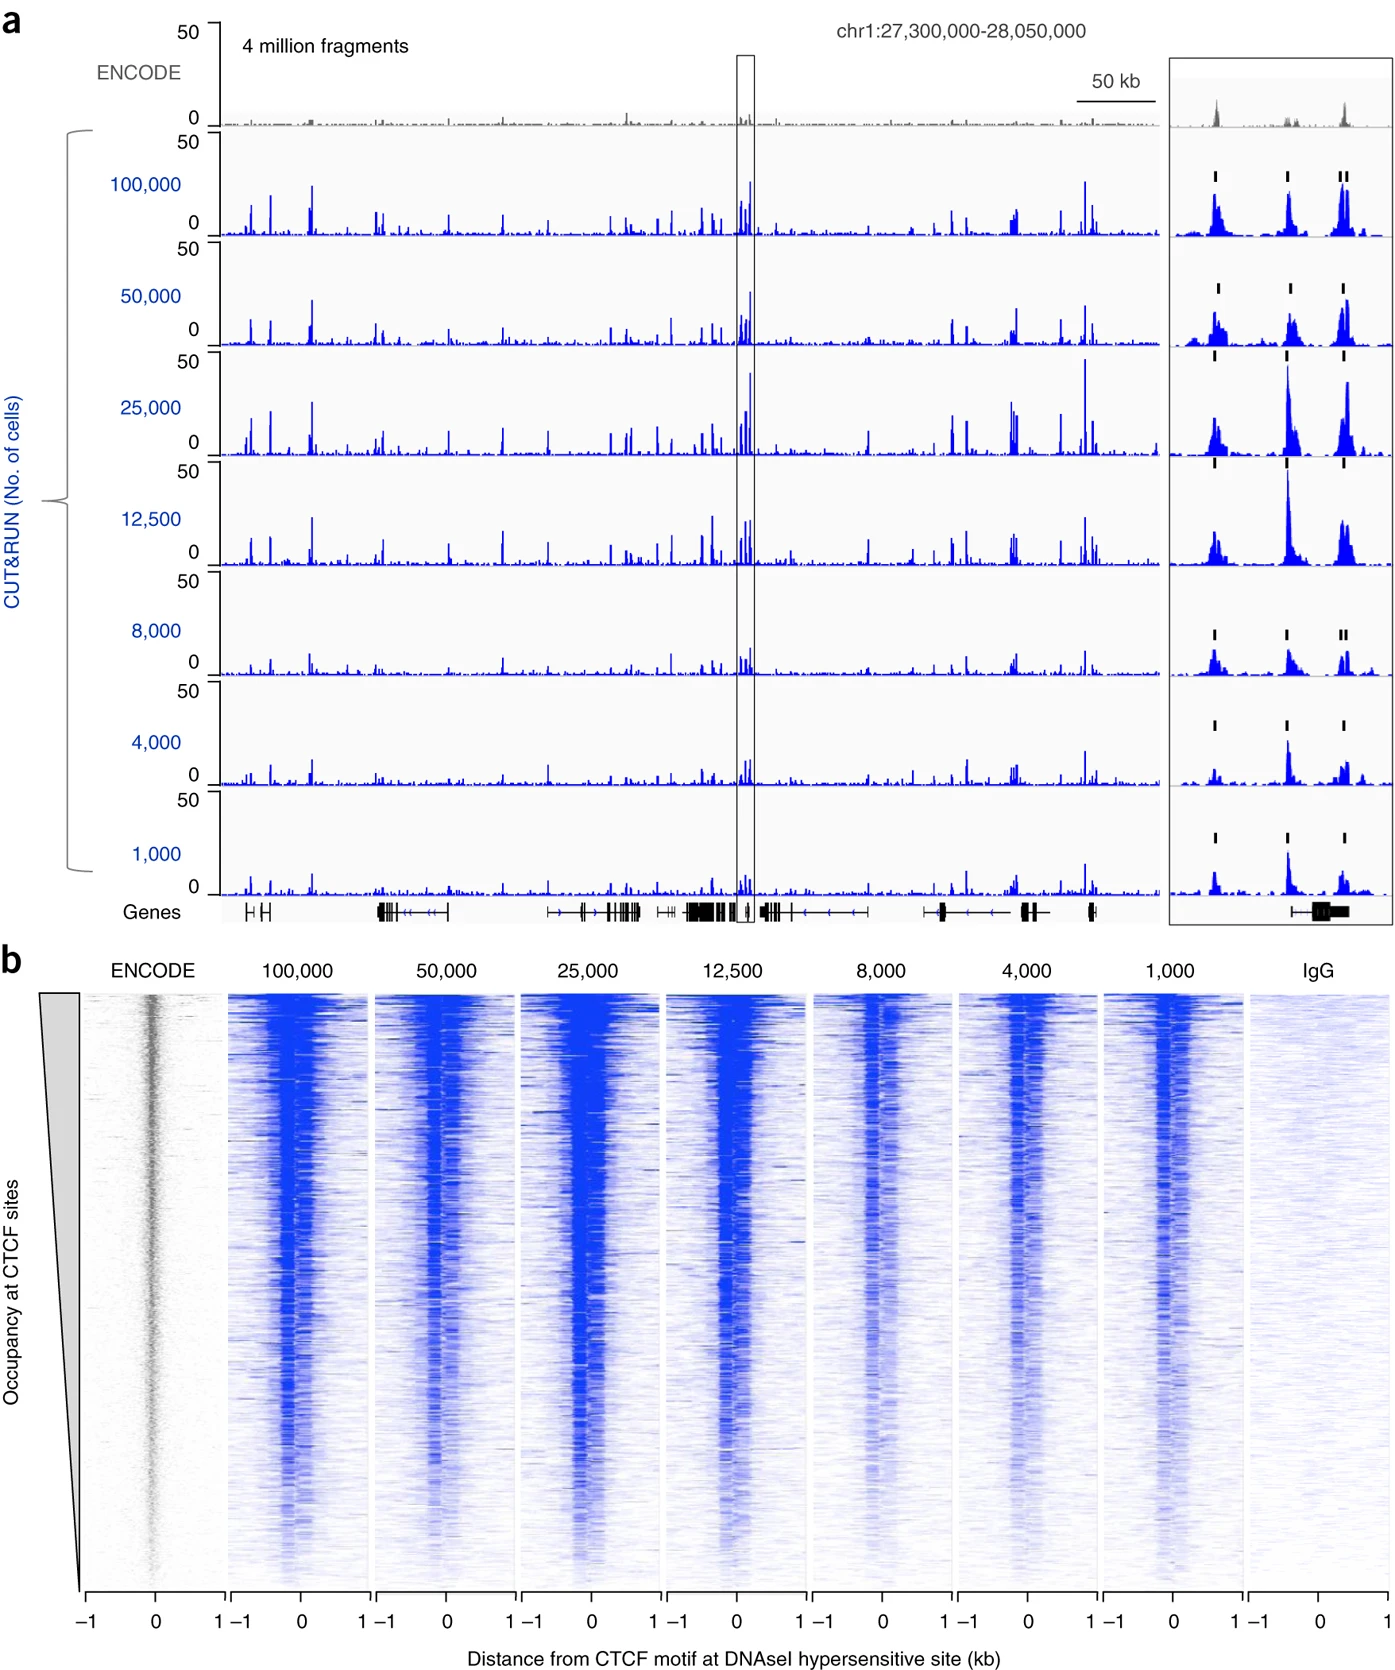 a
50
4 million fragments
chr1:27,300,000-28,050,000
ENCODE
50 kb
0
50
100,000
0
50
50,000
0
50
25,000
0
50
12,500
0
50
8,000
0
50
4,000
0
50
1,000
0
Genes
CUT&RUN (No. of cells)
b
ENCODE 100,000 50,000 25,000 12,500 8,000 4,000 1,000 IgG
Occupancy at CTCF sites
−1 0 1 −1 0 1 −1 0 1 −1 0 1 −1 0 1 −1 0 1 −1 0 1 −1 0 1 −1 0 1
Distance from CTCF motif at DNAseI hypersensitive site (kb)